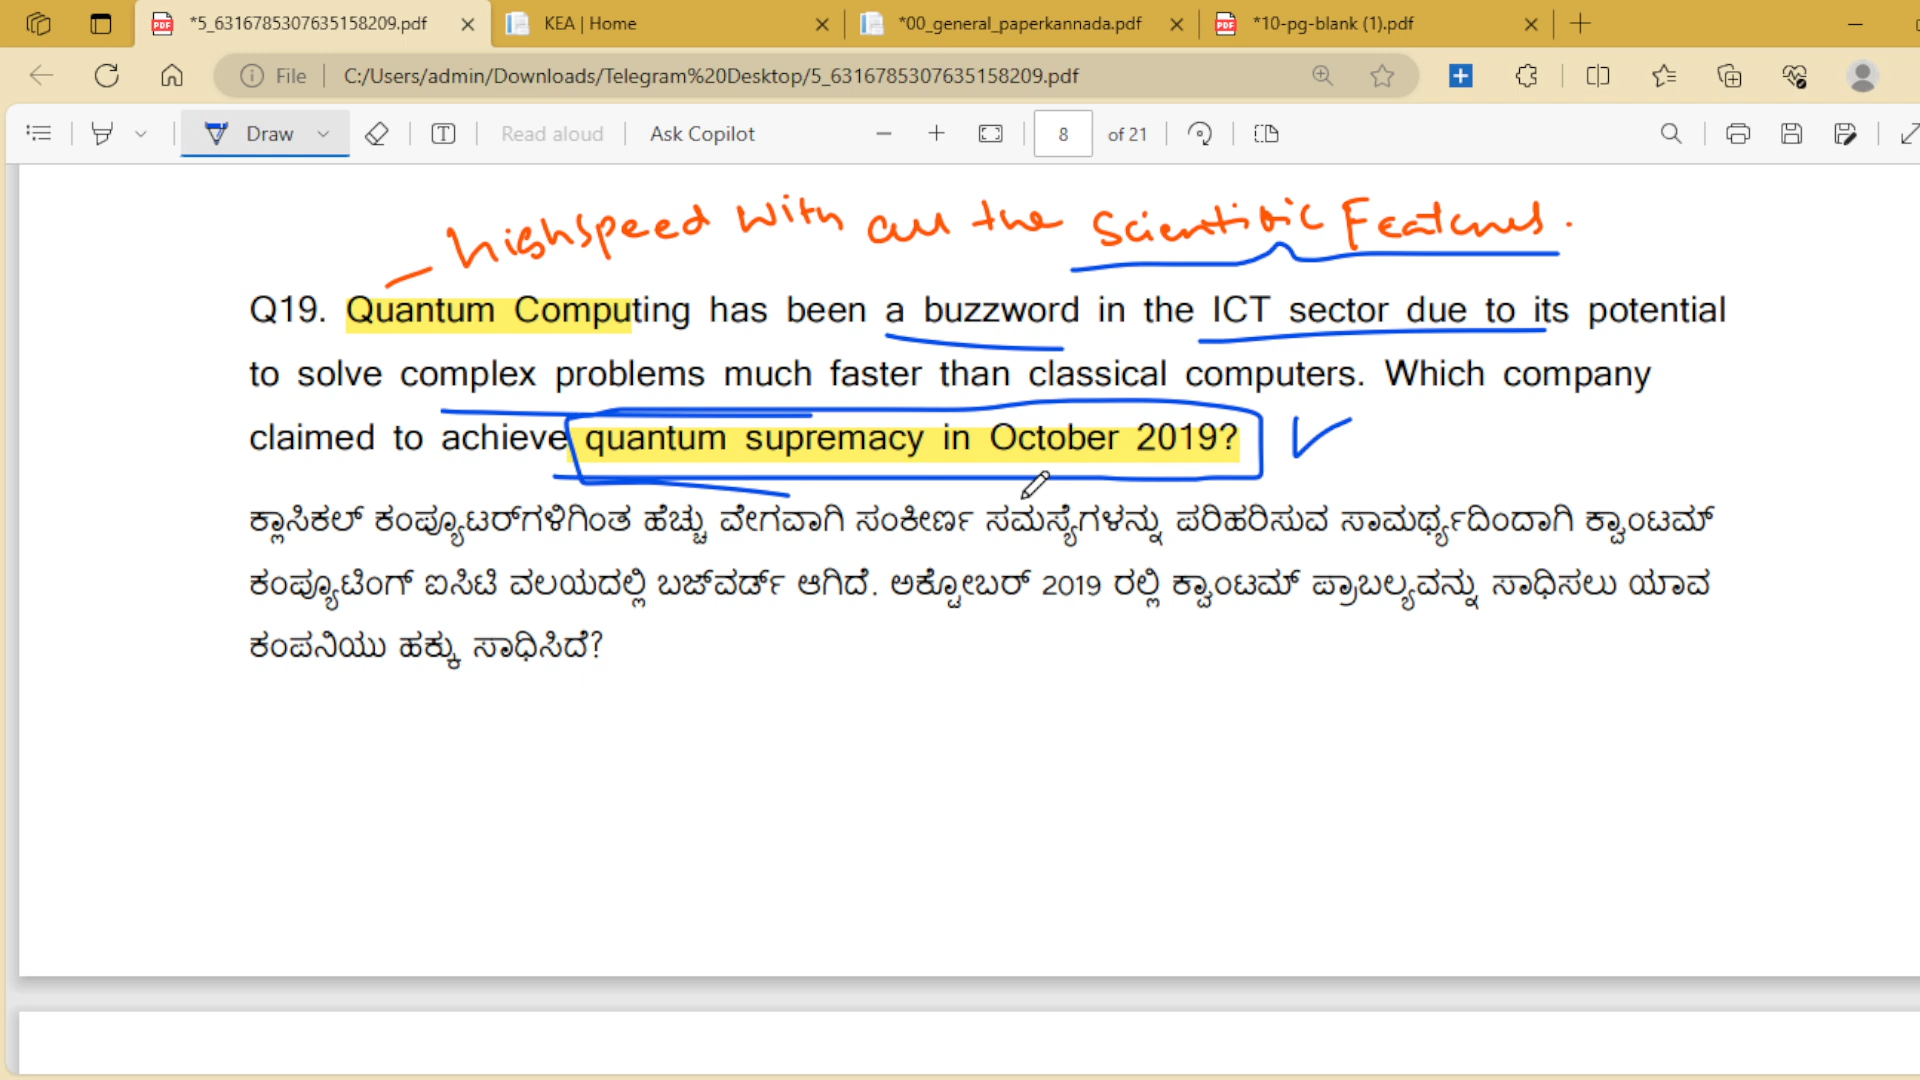 *5_6316785307635158209.pdf
KEA | Home
*00_general_paperkannada.pdf
*10-pg-blank (1).pdf
File
C:/Users/admin/Downloads/Telegram%20Desktop/5_6316785307635158209.pdf
Draw
Read aloud
Ask Copilot
8
of 21
highspeed with all the Scientific Features.
Q19. Quantum Computing has been a buzzword in the ICT sector due to its potential
to solve complex problems much faster than classical computers. Which company
claimed to achieve quantum supremacy in October 2019?
ಕ್ಲಾಸಿಕಲ್ ಕಂಪ್ಯೂಟರ್‌ಗಳಿಗಿಂತ ಹೆಚ್ಚು ವೇಗವಾಗಿ ಸಂಕೀರ್ಣ ಸಮಸ್ಯೆಗಳನ್ನು ಪರಿಹರಿಸುವ ಸಾಮರ್ಥ್ಯದಿಂದಾಗಿ ಕ್ವಾಂಟಮ್
ಕಂಪ್ಯೂಟಿಂಗ್ ಐಸಿಟಿ ವಲಯದಲ್ಲಿ ಬಜ್‌ವರ್ಡ್ ಆಗಿದೆ. ಅಕ್ಟೋಬರ್ 2019 ರಲ್ಲಿ ಕ್ವಾಂಟಮ್ ಪ್ರಾಬಲ್ಯವನ್ನು ಸಾಧಿಸಲು ಯಾವ
ಕಂಪನಿಯು ಹಕ್ಕು ಸಾಧಿಸಿದೆ?